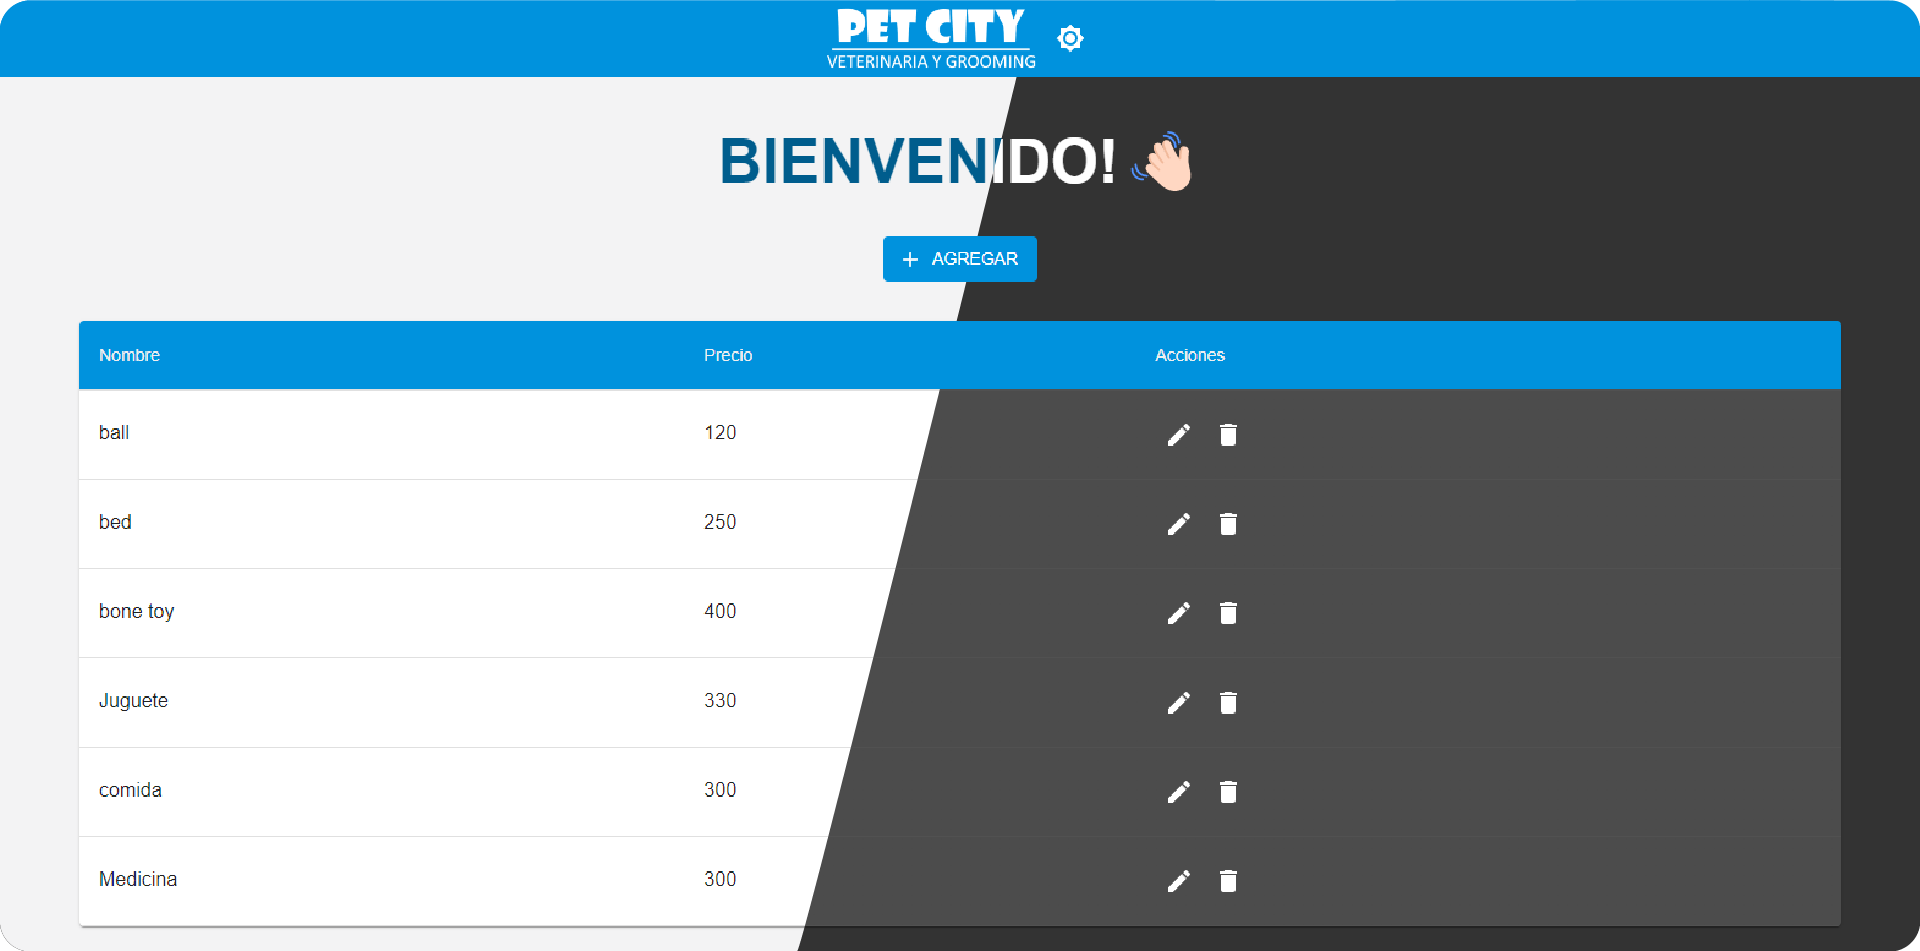 PET CITY
VETERINARIA Y GROOMING
BIENVENIDO!
AGREGAR
Nombre Precio Acciones
ball 120
bed 250
bone toy 400
Juguete 330
comida 300
Medicina 300